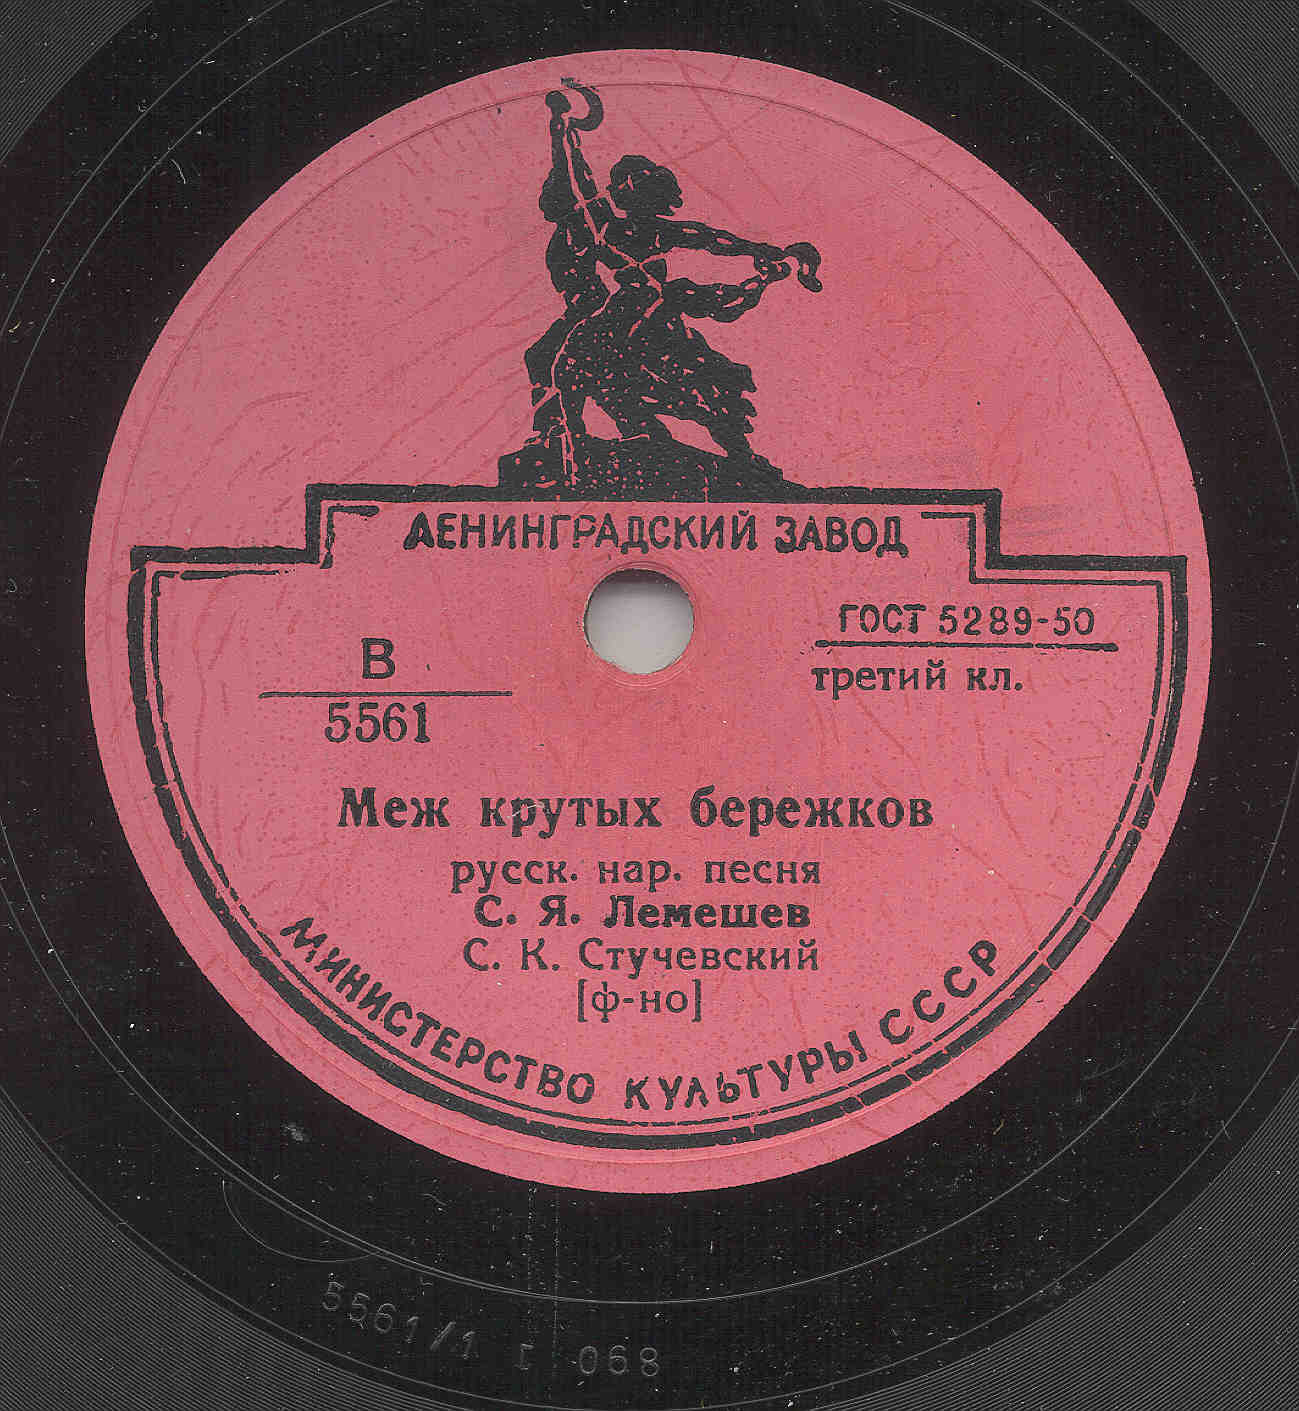 ЛЕНИНГРАДСКИЙ ЗАВОД
ГОСТ 5289-50
третий кл.
В
5561
Меж крутых бережков
русск. нар. песня
С. Я. Лемешев
С. К. Стучевский
[ф-но]
МИНИСТЕРСТВО КУЛЬТУРЫ СССР
5561/1 I 068